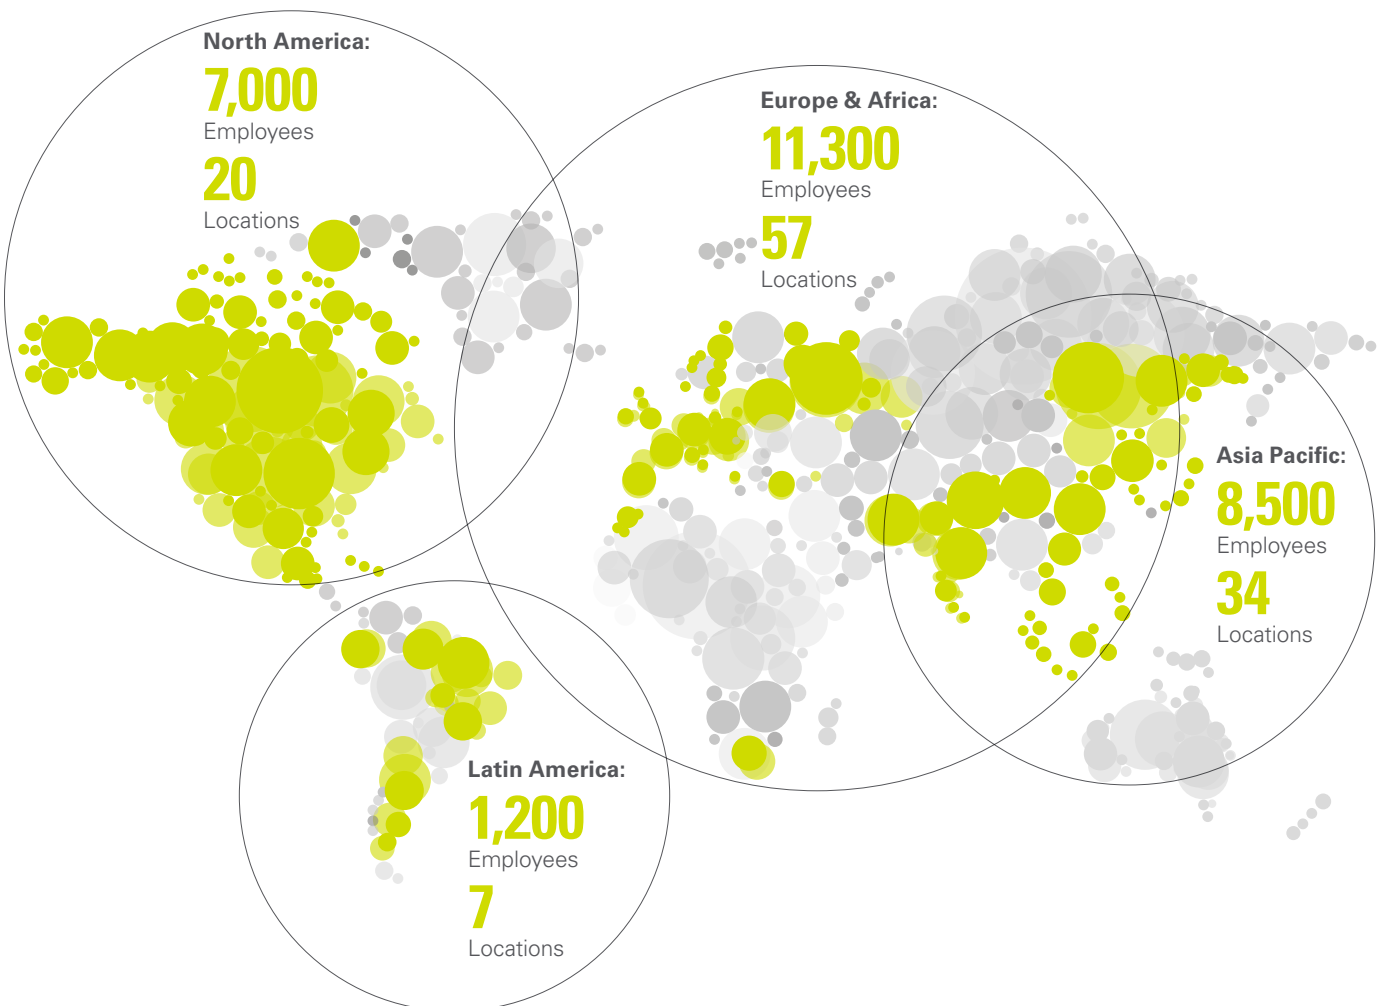 North America:
7,000
Employees
20
Locations
Europe & Africa:
11,300
Employees
57
Locations
Asia Pacific:
8,500
Employees
34
Locations
Latin America:
1,200
Employees
7
Locations